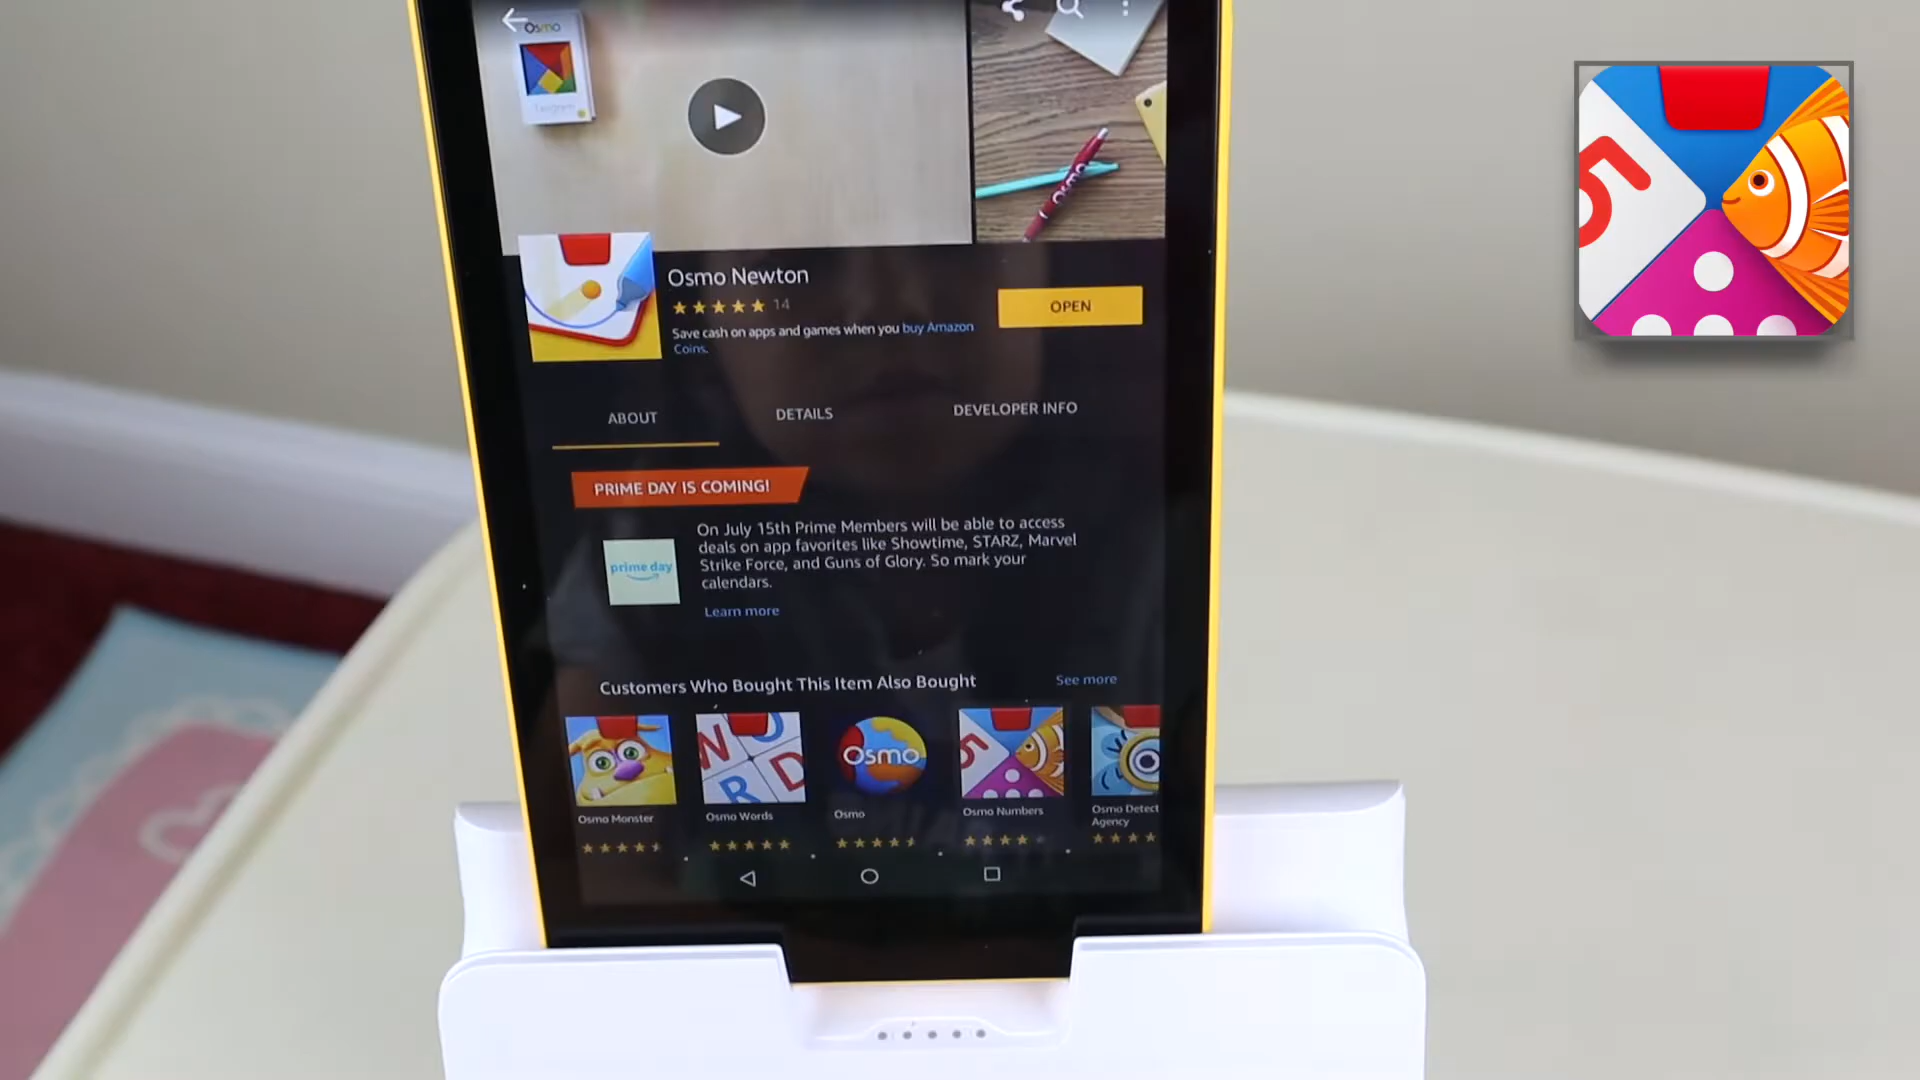 Osmo
Tangram
Osmo
Osmo Newton
14
OPEN
Save cash on apps and games when you buy Amazon
Coins.
ABOUT
DETAILS
DEVELOPER INFO
PRIME DAY IS COMING!
On July 15th Prime Members will be able to access
deals on app favorites like Showtime, STARZ, Marvel
Strike Force, and Guns of Glory. So mark your
calendars.
prime day
Learn more
Customers Who Bought This Item Also Bought
See more
W O
R D
Osmo
5
Osmo Monster
Osmo Words
Osmo
Osmo Numbers
Osmo Detect
Agency
5